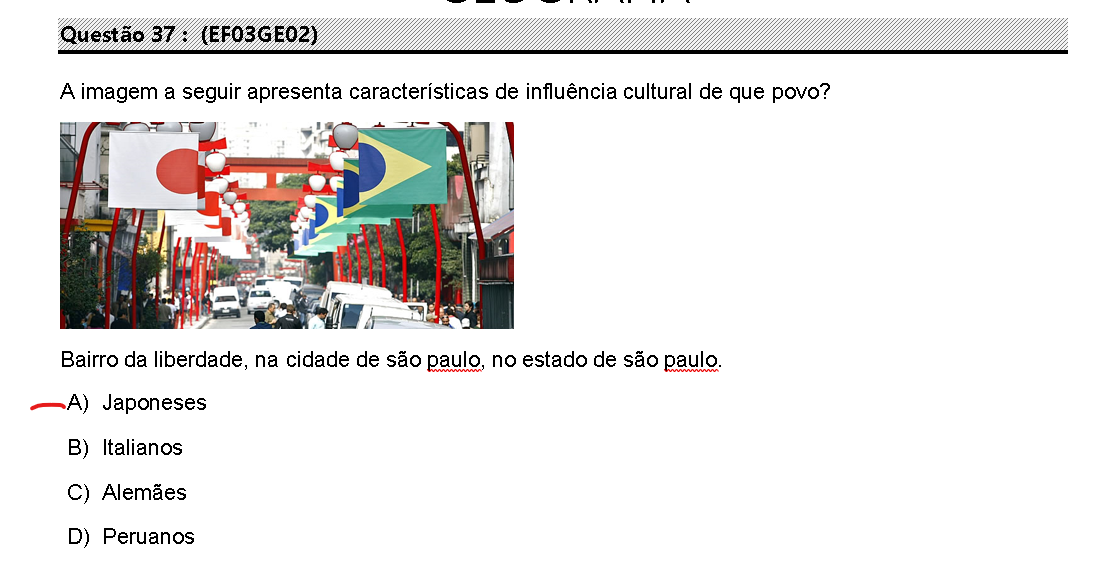 Questão 37 : (EF03GE02)
A imagem a seguir apresenta características de influência cultural de que povo?
Bairro da liberdade, na cidade de são paulo, no estado de são paulo.
A) Japoneses
B) Italianos
C) Alemães
D) Peruanos